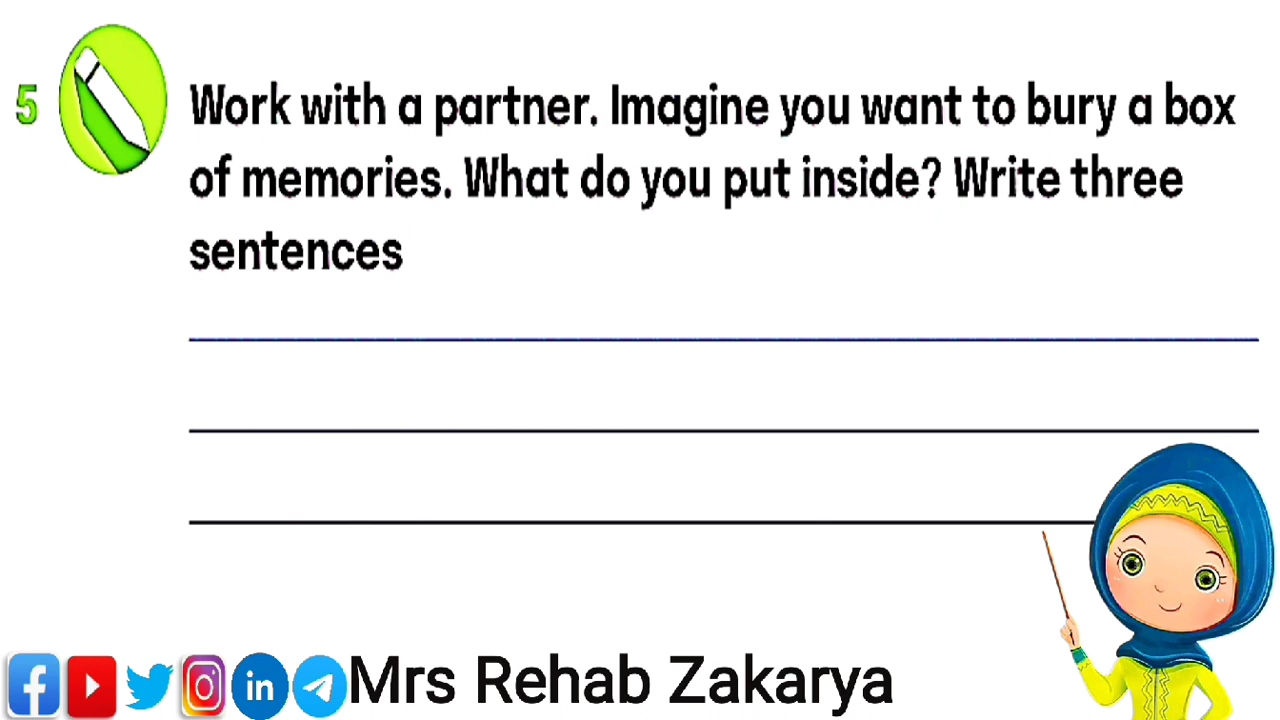 5 Work with a partner. Imagine you want to bury a box
of memories. What do you put inside? Write three
sentences
Mrs Rehab Zakarya